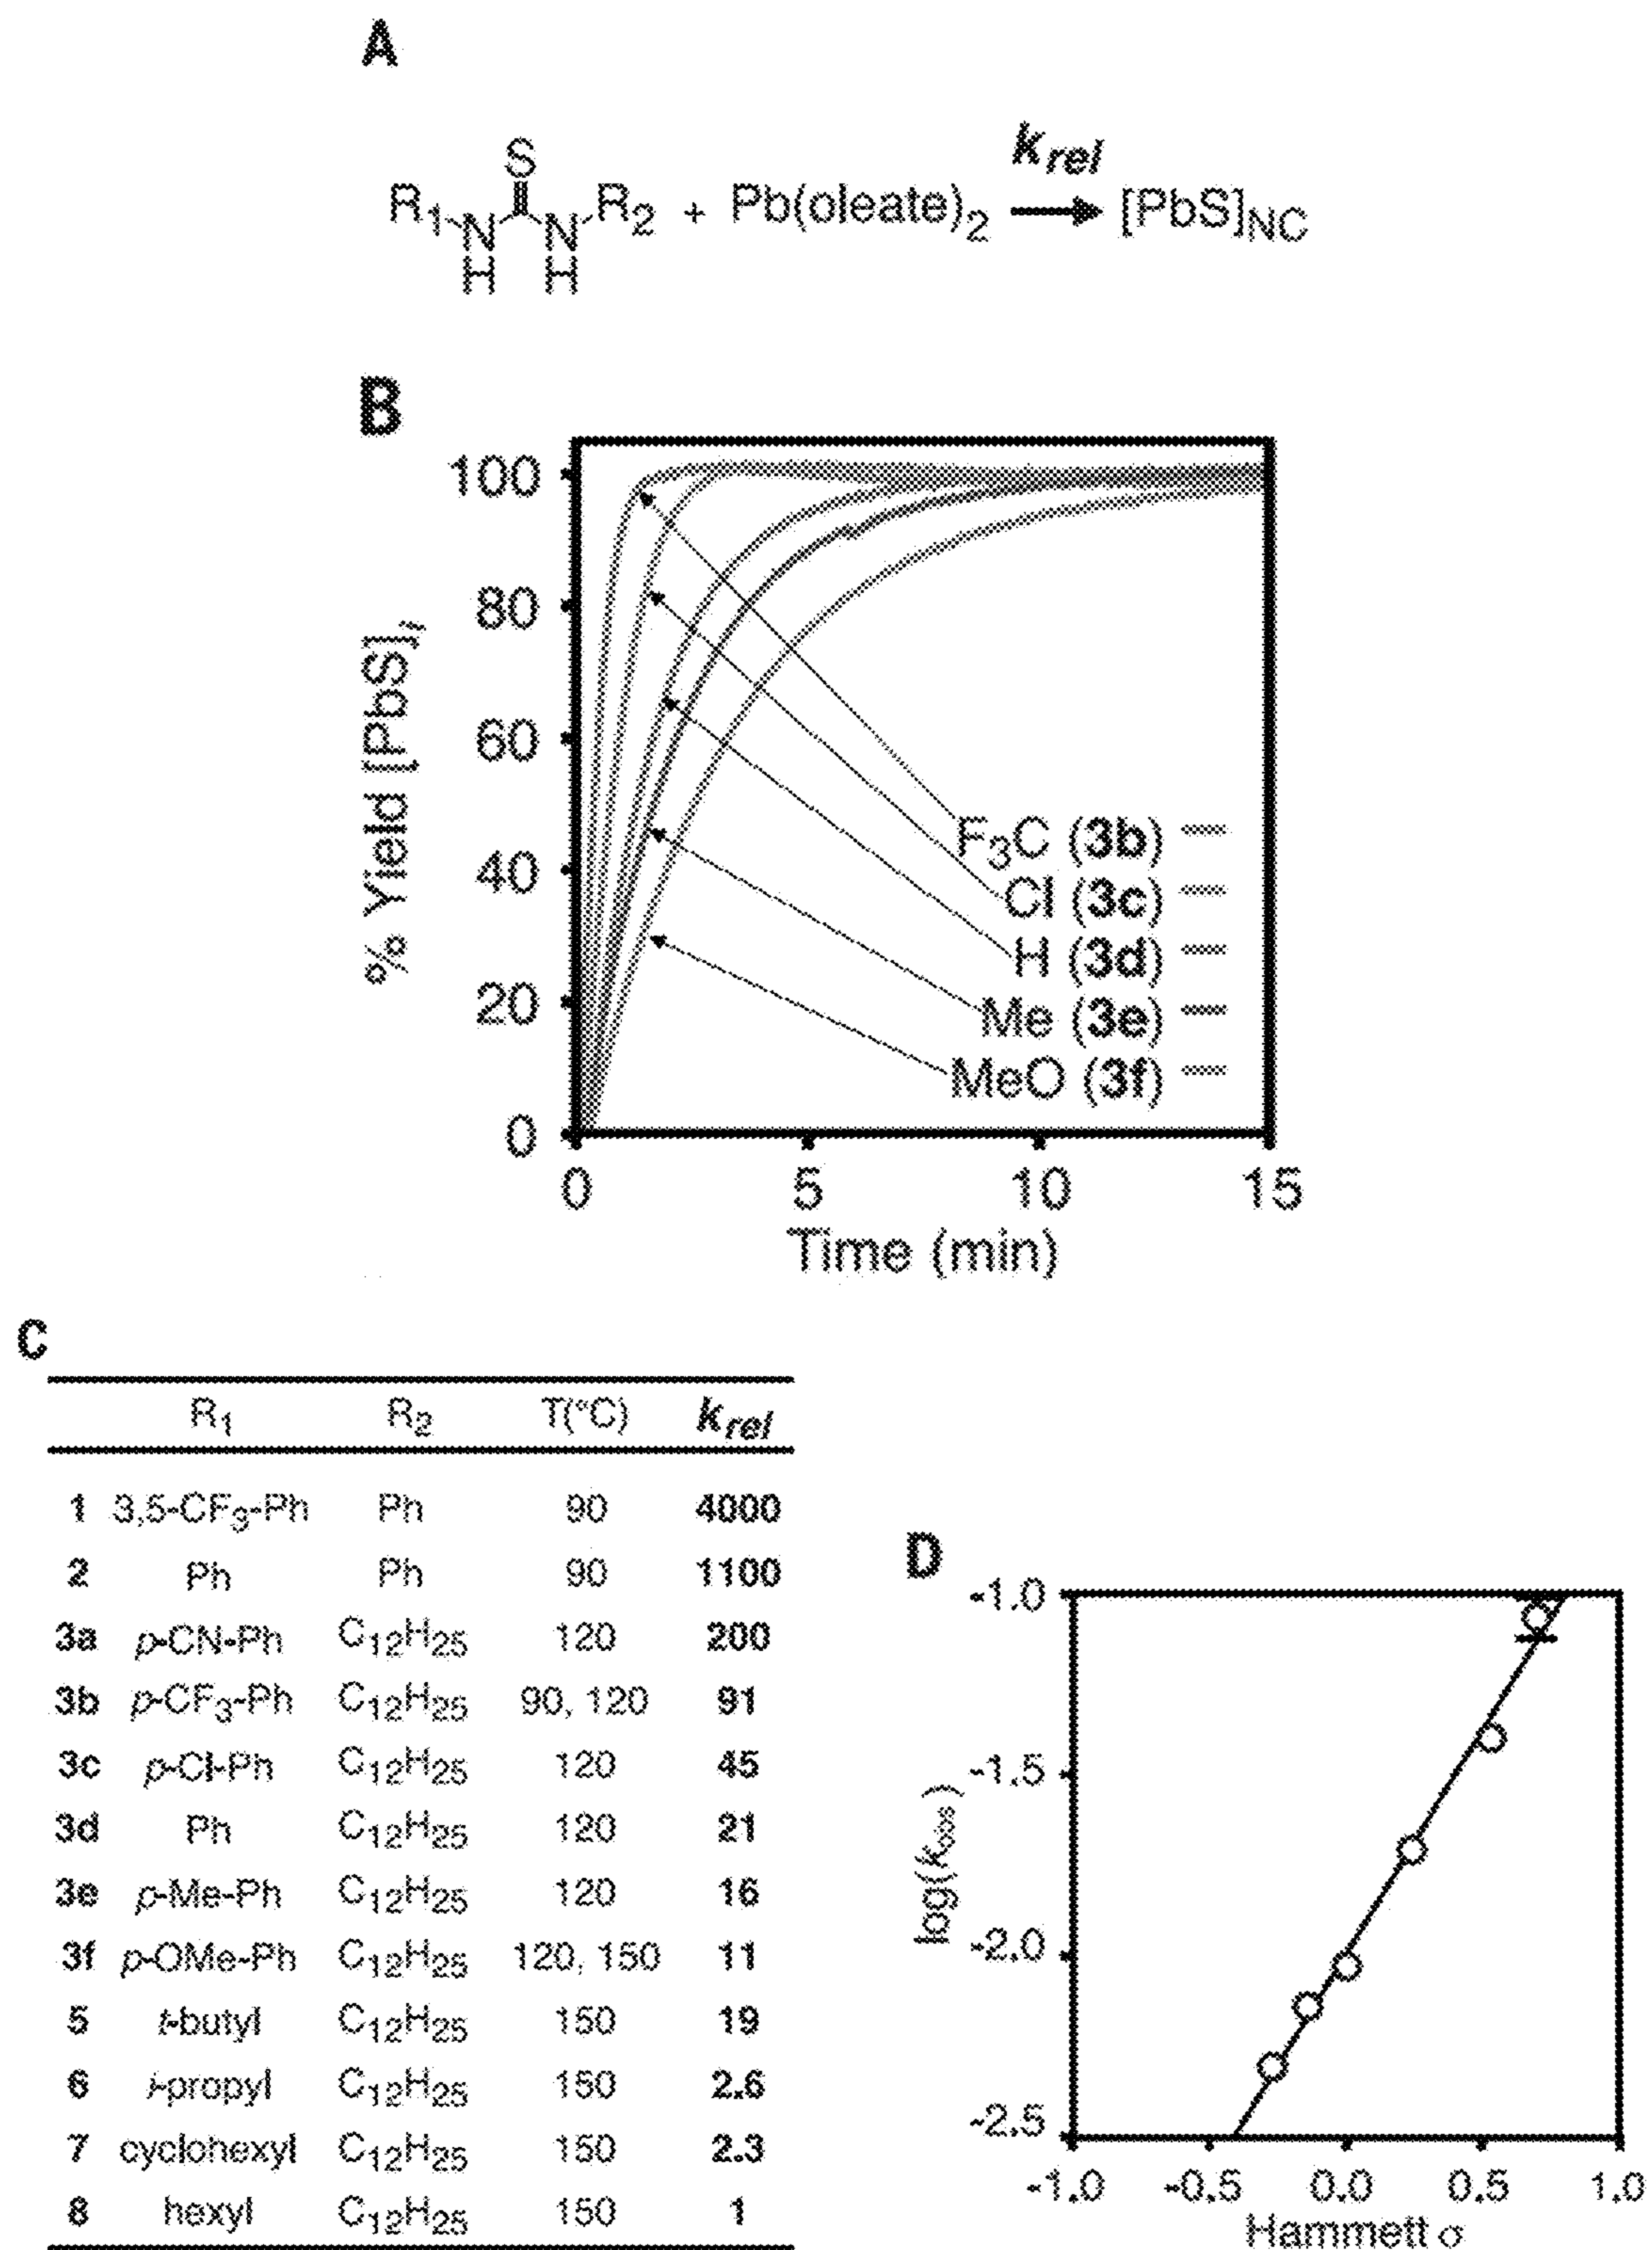 A
S
k_rel
R₁ N N R₂ + Pb(oleate)₂ → [PbS]NC
H H
B
% Yield [PbS]ᵢ
100
80
60
40
20
0
F₃C (3b)
Cl (3c)
H (3d)
Me (3e)
MeO (3f)
0 5 10 15
Time (min)
C
R₁ R₂ T(°C) k_rel
1 3,5-CF₃-Ph Ph 90 4000
2 Ph Ph 90 1100
3a p-CN-Ph C₁₂H₂₅ 120 200
3b p-CF₃-Ph C₁₂H₂₅ 90, 120 91
3c p-Cl-Ph C₁₂H₂₅ 120 45
3d Ph C₁₂H₂₅ 120 21
3e p-Me-Ph C₁₂H₂₅ 120 16
3f p-OMe-Ph C₁₂H₂₅ 120, 150 11
5 t-butyl C₁₂H₂₅ 150 19
6 i-propyl C₁₂H₂₅ 150 2.6
7 cyclohexyl C₁₂H₂₅ 150 2.3
8 hexyl C₁₂H₂₅ 150 1
D
log(k_obs)
-1.0
-1.5
-2.0
-2.5
-1.0 -0.5 0.0 0.5 1.0
Hammett σ